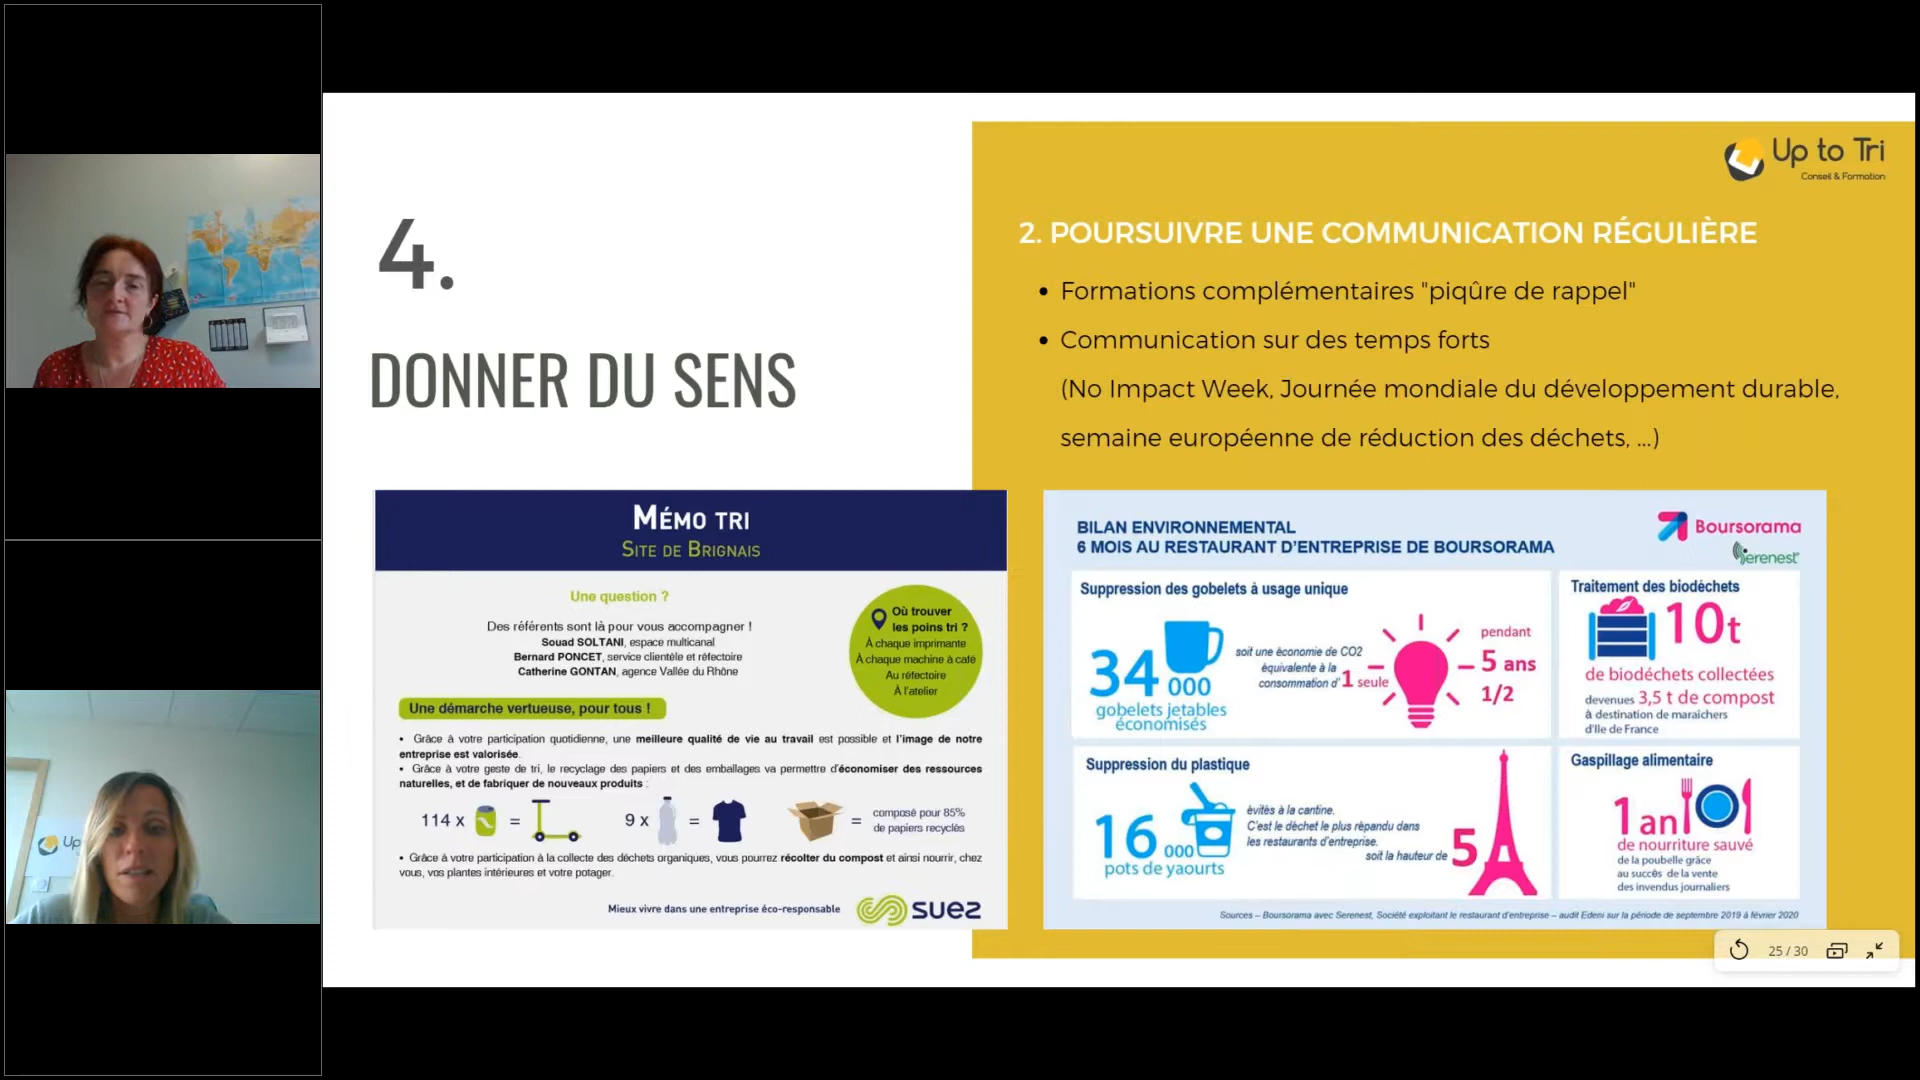 4.
DONNER DU SENS
Up to Tri
Conseil & Formation
2. POURSUIVRE UNE COMMUNICATION RÉGULIÈRE
• Formations complémentaires "piqûre de rappel"
• Communication sur des temps forts
(No Impact Week, Journée mondiale du développement durable,
semaine européenne de réduction des déchets, ...)
MÉMO TRI
SITE DE BRIGNAIS
Une question ?
Des référents sont là pour vous accompagner !
Souad SOLTANI, espace multicanal
Bernard PONCET, service clientèle et réfectoire
Catherine GONTAN, agence Vallée du Rhône
Où trouver
les poins tri ?
À chaque imprimante
À chaque machine à café
Au réfectoire
À l'atelier
Une démarche vertueuse, pour tous !
• Grâce à votre participation quotidienne, une meilleure qualité de vie au travail est possible et l'image de notre
entreprise est valorisée.
• Grâce à votre geste de tri, le recyclage des papiers et des emballages va permettre d'économiser des ressources
naturelles, et de fabriquer de nouveaux produits :
114 x = 9 x = = composé pour 85%
de papiers recyclés
• Grâce à votre participation à la collecte des déchets organiques, vous pourrez récolter du compost et ainsi nourrir, chez
vous, vos plantes intérieures et votre potager.
Mieux vivre dans une entreprise éco-responsable
suez
BILAN ENVIRONNEMENTAL
6 MOIS AU RESTAURANT D'ENTREPRISE DE BOURSORAMA
Boursorama
Serenest
Suppression des gobelets à usage unique
34 000
gobelets jetables
économisés
soit une économie de CO2
équivalente à la
consommation d'1 seule
pendant
5 ans
1/2
Traitement des biodéchets
10t
de biodéchets collectées
devenues 3,5 t de compost
à destination de maraichers
d'Ile de France
Suppression du plastique
16 000
pots de yaourts
évités à la cantine.
C'est le déchet le plus répandu dans
les restaurants d'entreprise.
soit la hauteur de 5
Gaspillage alimentaire
1 an
de nourriture sauvé
de la poubelle grâce
au succès de la vente
des invendus journaliers
Sources – Boursorama avec Serenest, Société exploitant le restaurant d'entreprise – audit Edeni sur la période de septembre 2019 à février 2020
25 / 30
Up